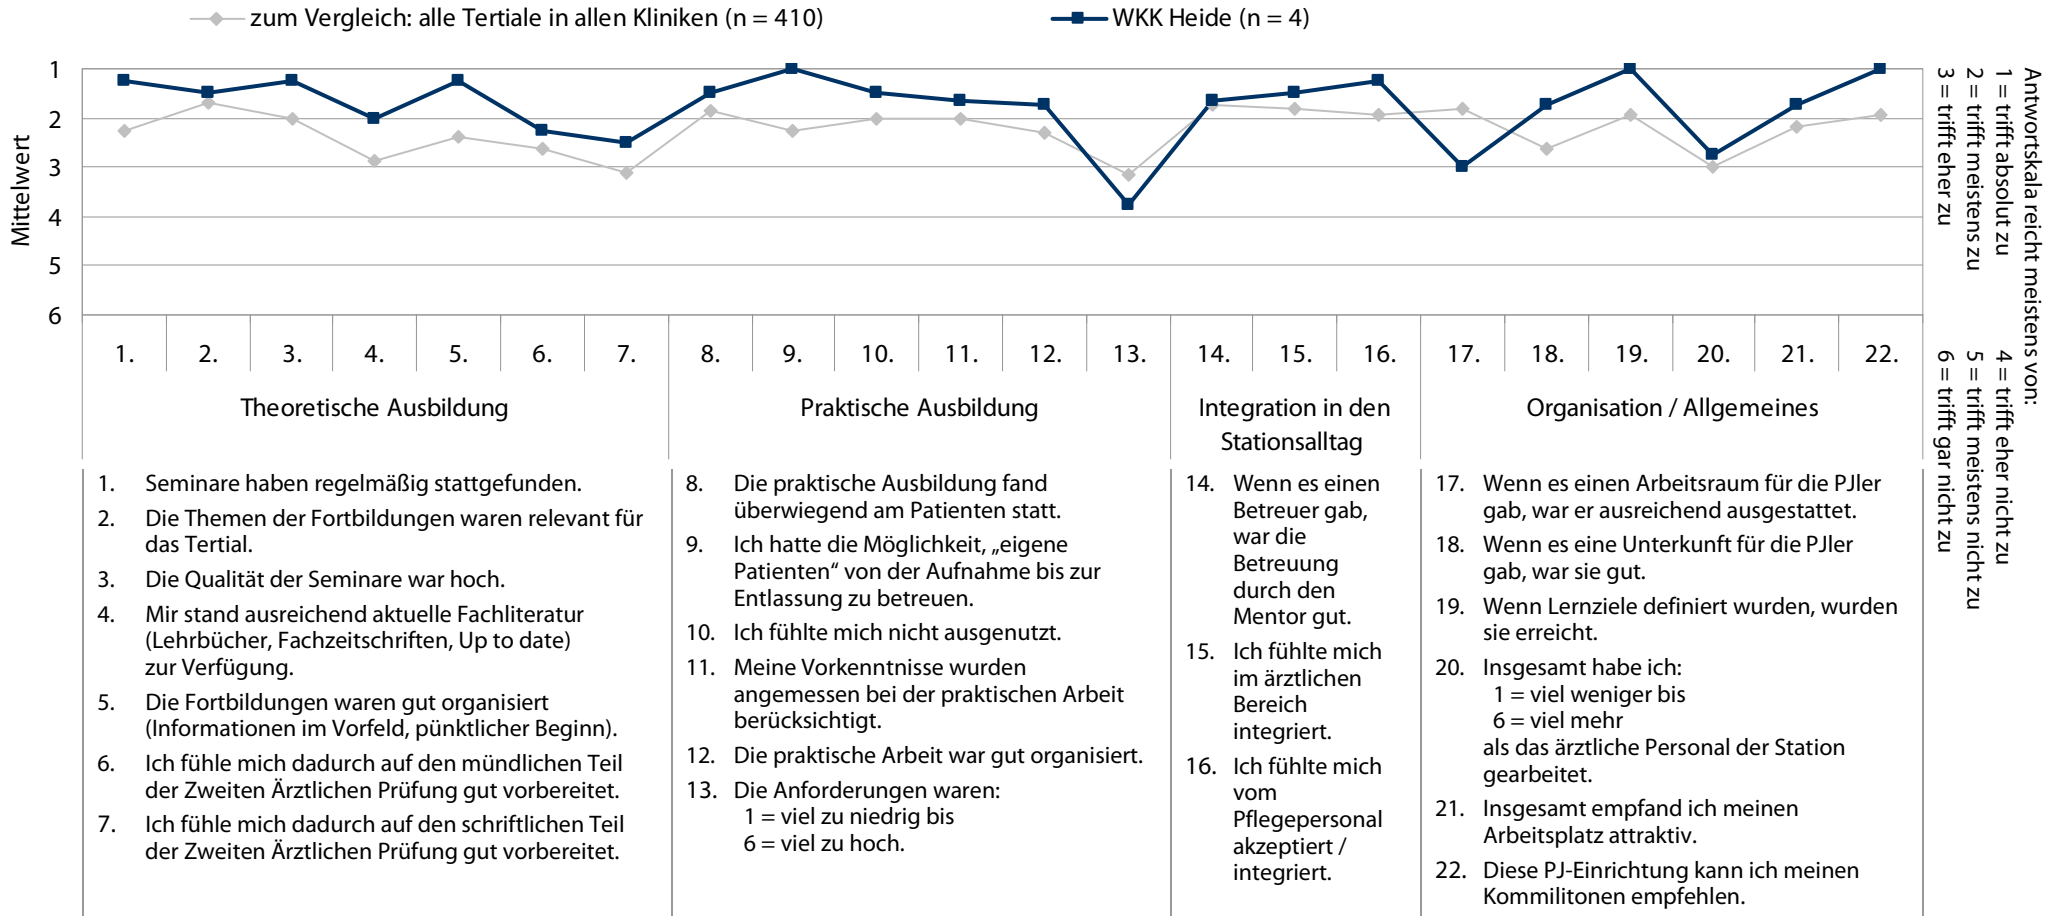 zum Vergleich: alle Tertiale in allen Kliniken (n = 410)
WKK Heide (n = 4)
Mittelwert
1
2
3
4
5
6
1.
2.
3.
4.
5.
6.
7.
8.
9.
10.
11.
12.
13.
14.
15.
16.
17.
18.
19.
20.
21.
22.
Theoretische Ausbildung
Praktische Ausbildung
Integration in den
Stationsalltag
Organisation / Allgemeines
Antwortskala reicht meistens von:
1 = trifft absolut zu
2 = trifft meistens zu
3 = trifft eher zu
4 = trifft eher nicht zu
5 = trifft meistens nicht zu
6 = trifft gar nicht zu
1. Seminare haben regelmäßig stattgefunden.
2. Die Themen der Fortbildungen waren relevant für
das Tertial.
3. Die Qualität der Seminare war hoch.
4. Mir stand ausreichend aktuelle Fachliteratur
(Lehrbücher, Fachzeitschriften, Up to date)
zur Verfügung.
5. Die Fortbildungen waren gut organisiert
(Informationen im Vorfeld, pünktlicher Beginn).
6. Ich fühle mich dadurch auf den mündlichen Teil
der Zweiten Ärztlichen Prüfung gut vorbereitet.
7. Ich fühle mich dadurch auf den schriftlichen Teil
der Zweiten Ärztlichen Prüfung gut vorbereitet.
8. Die praktische Ausbildung fand
überwiegend am Patienten statt.
9. Ich hatte die Möglichkeit, „eigene
Patienten“ von der Aufnahme bis zur
Entlassung zu betreuen.
10. Ich fühlte mich nicht ausgenutzt.
11. Meine Vorkenntnisse wurden
angemessen bei der praktischen Arbeit
berücksichtigt.
12. Die praktische Arbeit war gut organisiert.
13. Die Anforderungen waren:
1 = viel zu niedrig bis
6 = viel zu hoch.
14. Wenn es einen
Betreuer gab,
war die
Betreuung
durch den
Mentor gut.
15. Ich fühlte mich
im ärztlichen
Bereich
integriert.
16. Ich fühlte mich
vom
Pflegepersonal
akzeptiert /
integriert.
17. Wenn es einen Arbeitsraum für die PJler
gab, war er ausreichend ausgestattet.
18. Wenn es eine Unterkunft für die PJler
gab, war sie gut.
19. Wenn Lernziele definiert wurden, wurden
sie erreicht.
20. Insgesamt habe ich:
1 = viel weniger bis
6 = viel mehr
als das ärztliche Personal der Station
gearbeitet.
21. Insgesamt empfand ich meinen
Arbeitsplatz attraktiv.
22. Diese PJ-Einrichtung kann ich meinen
Kommilitonen empfehlen.